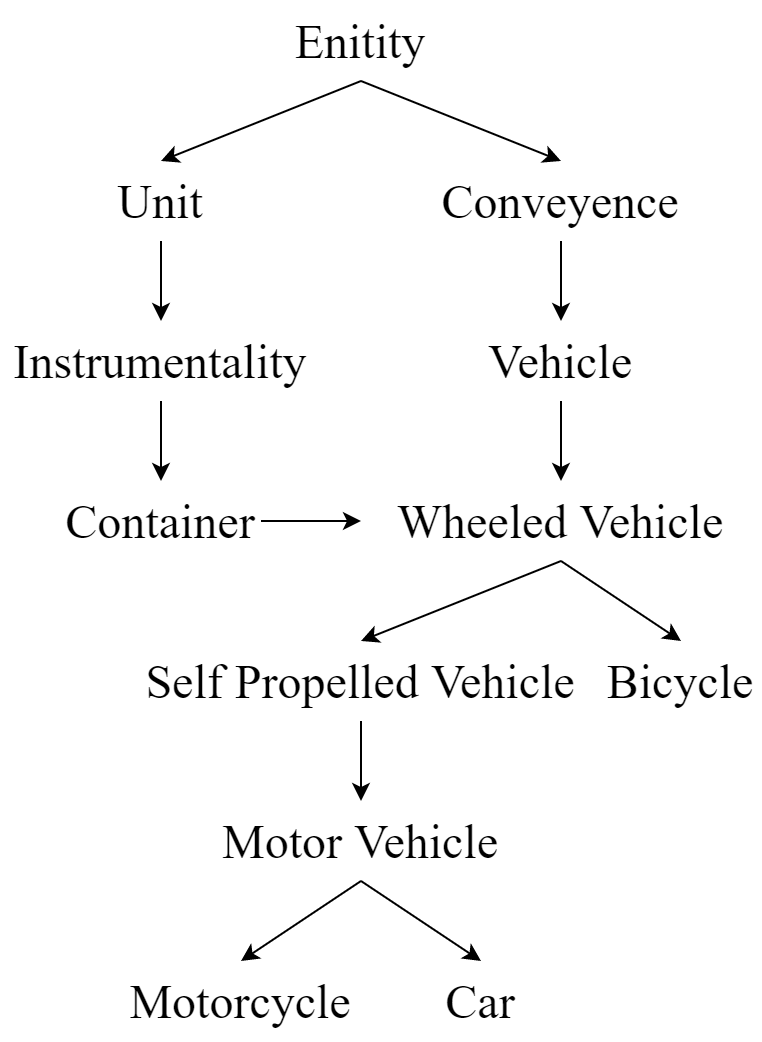 Enitity
Unit Conveyence
Instrumentality Vehicle
Container Wheeled Vehicle
Self Propelled Vehicle Bicycle
Motor Vehicle
Motorcycle Car